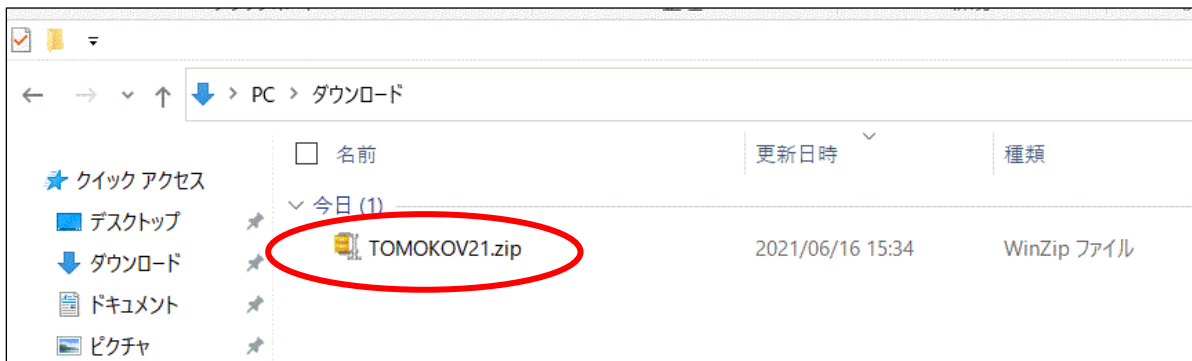 PC > ダウンロード
名前 更新日時 種類
クイック アクセス
今日 (1)
デスクトップ
TOMOKOV21.zip 2021/06/16 15:34 WinZip ファイル
ダウンロード
ドキュメント
ピクチャ